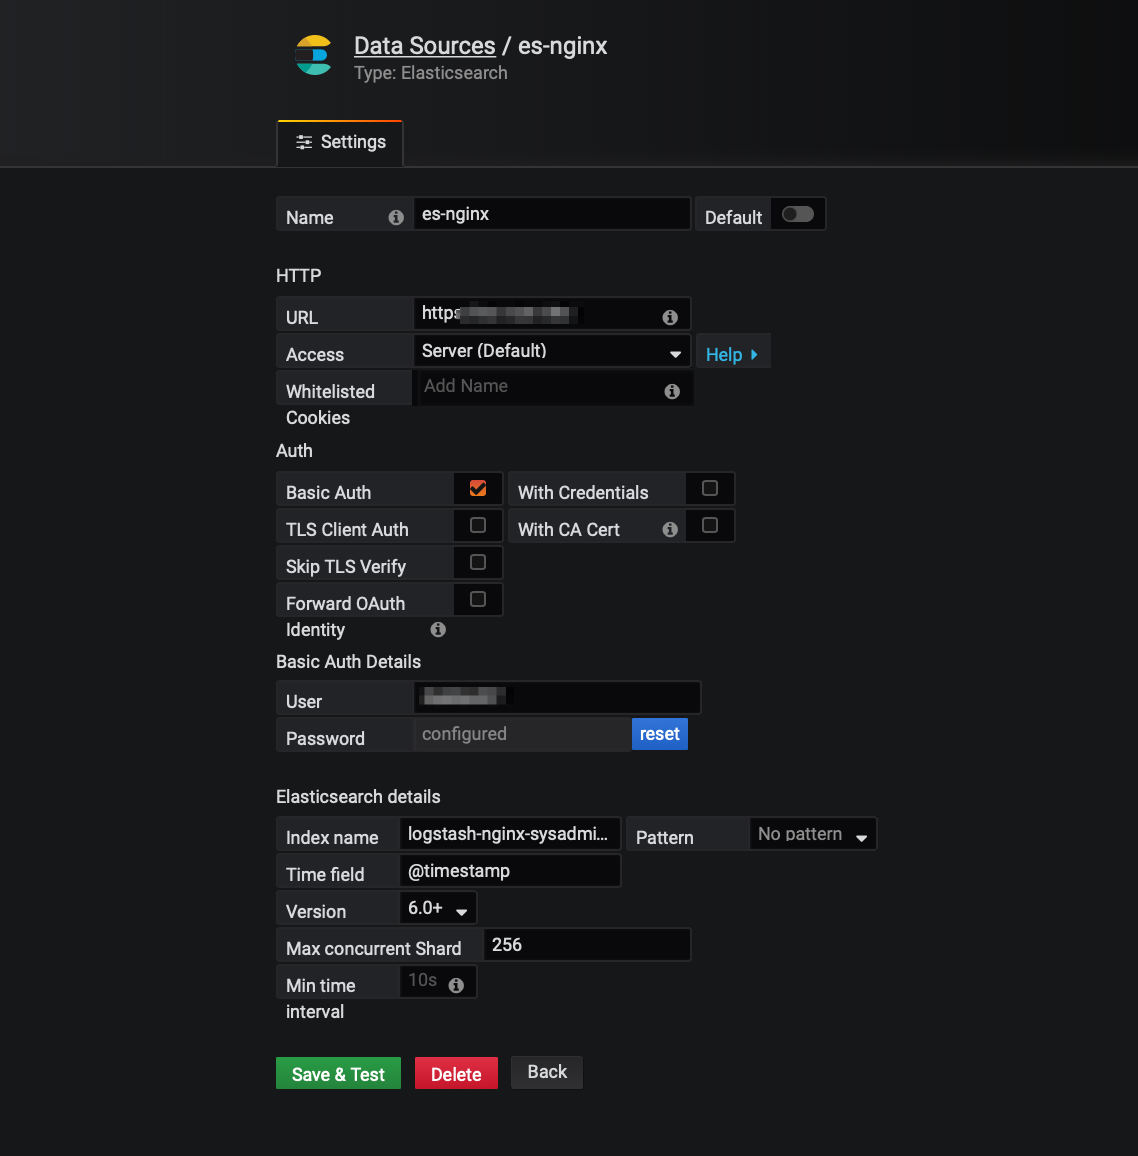 Data Sources / es-nginx
Type: Elasticsearch
Settings
Name es-nginx Default
HTTP
URL https
Access Server (Default) Help
Whitelisted Cookies Add Name
Auth
Basic Auth With Credentials
TLS Client Auth With CA Cert
Skip TLS Verify
Forward OAuth
Identity
Basic Auth Details
User
Password configured reset
Elasticsearch details
Index name logstash-nginx-sysadmi... Pattern No pattern
Time field @timestamp
Version 6.0+
Max concurrent Shard 256
Min time interval 10s
Save & Test Delete Back